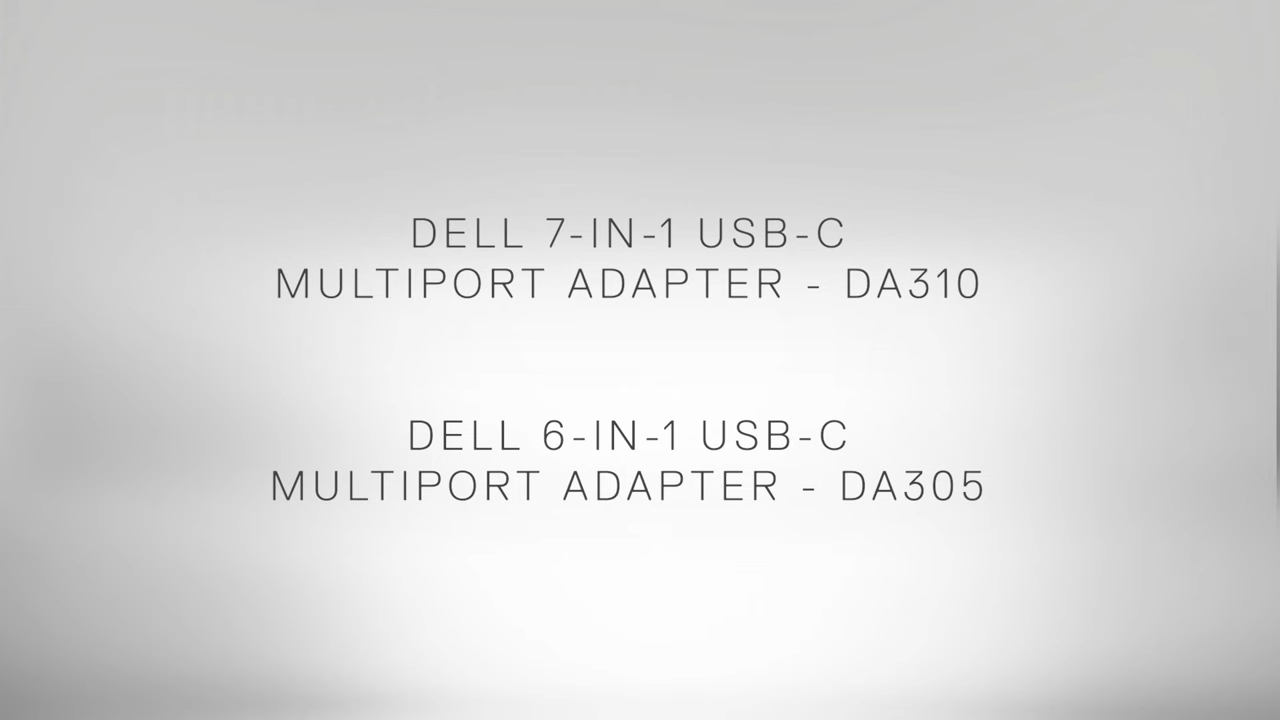 DELL 7-IN-1 USB-C
MULTIPORT ADAPTER - DA310
DELL 6-IN-1 USB-C
MULTIPORT ADAPTER - DA305